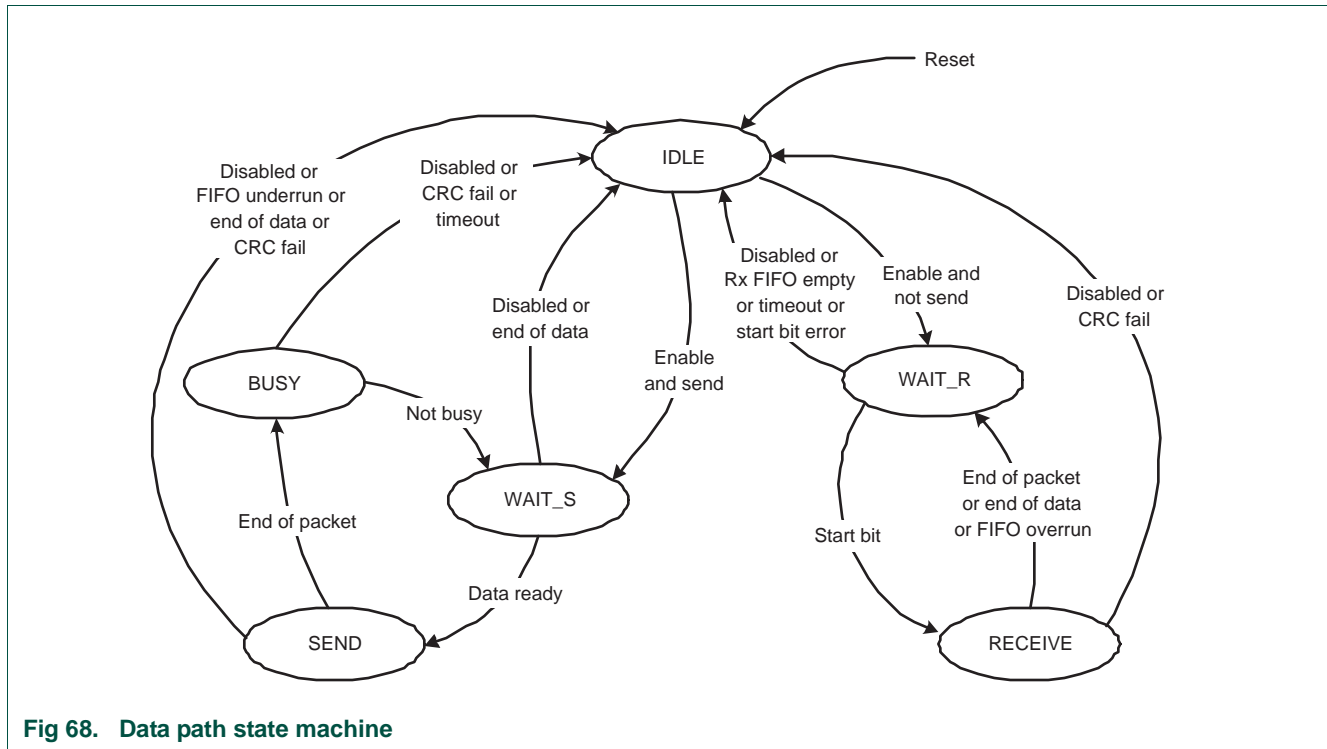 Reset
IDLE
Disabled or
FIFO underrun or
end of data or
CRC fail
Disabled or
CRC fail or
timeout
Disabled or
end of data
Enable
and send
Disabled or
Rx FIFO empty
or timeout or
start bit error
Enable and
not send
Disabled or
CRC fail
BUSY
Not busy
WAIT_R
WAIT_S
End of packet
Data ready
Start bit
End of packet
or end of data
or FIFO overrun
SEND
RECEIVE
Fig 68. Data path state machine